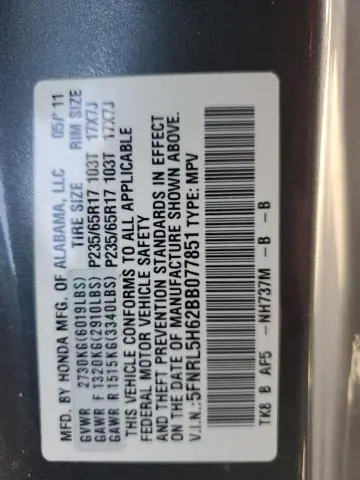 MFD. BY HONDA MFG. OF ALABAMA, LLC 05/'11
TIRE SIZE RIM SIZE
GVWR 2730KG(6019LBS)
GAWR F 1320KG(2910LBS) P235/65R17 103T 17X7J
GAWR R 1515KG(3340LBS) P235/65R17 103T 17X7J
THIS VEHICLE CONFORMS TO ALL APPLICABLE
FEDERAL MOTOR VEHICLE SAFETY
AND THEFT PREVENTION STANDARDS IN EFFECT
ON THE DATE OF MANUFACTURE SHOWN ABOVE.
V.I.N.:5FNRL5H62BB077851 TYPE: MPV
TK8 B AF5 -NH737M - B - B